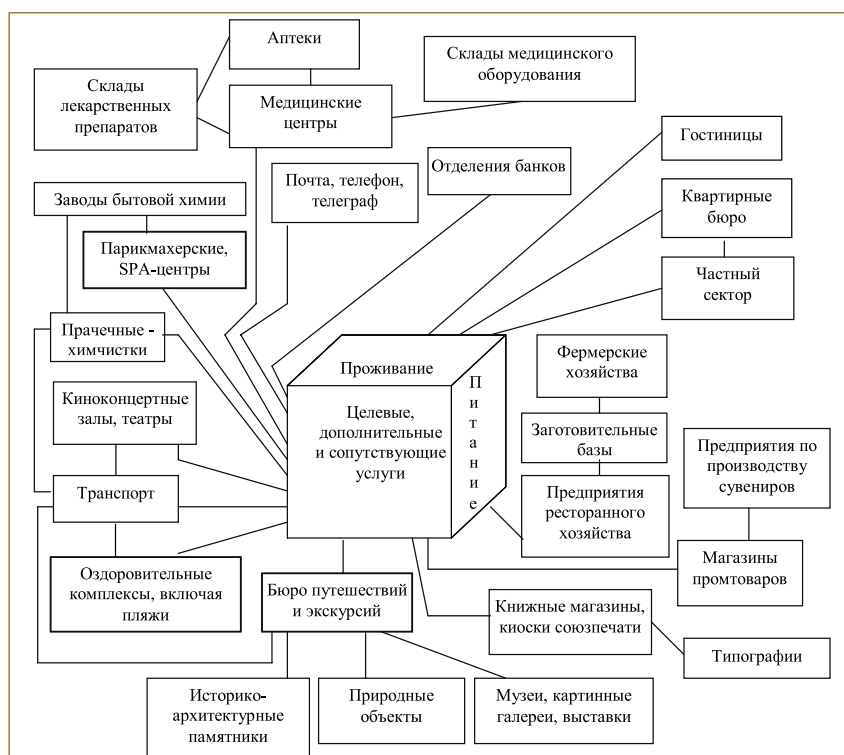 Аптеки
Склады медицинского
оборудования
Склады
лекарственных
препаратов
Медицинские
центры
Гостиницы
Отделения банков
Почта, телефон,
телеграф
Заводы бытовой химии
Квартирные
бюро
Парикмахерские,
SPA-центры
Частный
сектор
Прачечные -
химчистки
Проживание
Питание
Фермерские
хозяйства
Киноконцертные
залы, театры
Целевые,
дополнительные
и сопутствующие
услуги
Заготовительные
базы
Предприятия по
производству
сувениров
Транспорт
Предприятия
ресторанного
хозяйства
Оздоровительные
комплексы, включая
пляжи
Бюро путешествий
и экскурсий
Магазины
промтоваров
Книжные магазины,
киоски союзпечати
Типографии
Историко-
архитектурные
памятники
Природные
объекты
Музеи, картинные
галереи, выставки